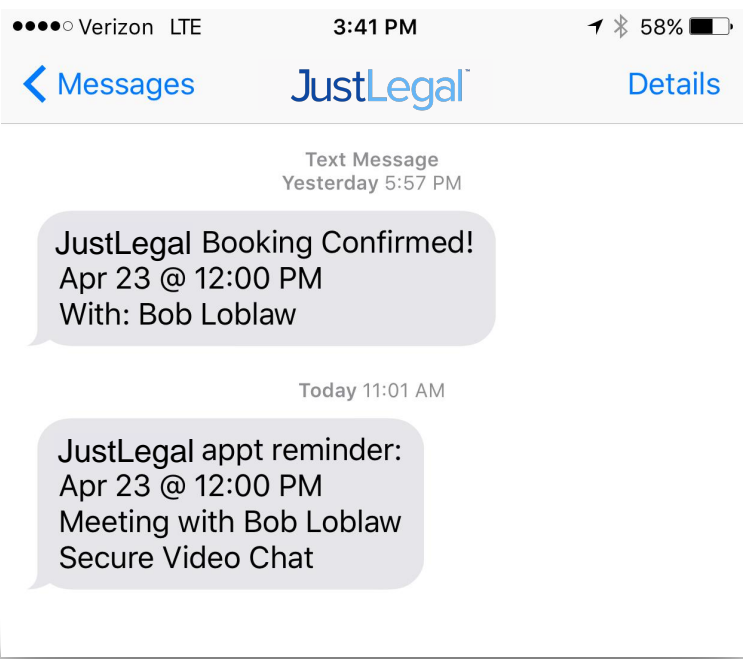 Verizon LTE 3:41 PM 58%
Messages JustLegal™ Details
Text Message
Yesterday 5:57 PM
JustLegal Booking Confirmed!
Apr 23 @ 12:00 PM
With: Bob Loblaw
Today 11:01 AM
JustLegal appt reminder:
Apr 23 @ 12:00 PM
Meeting with Bob Loblaw
Secure Video Chat